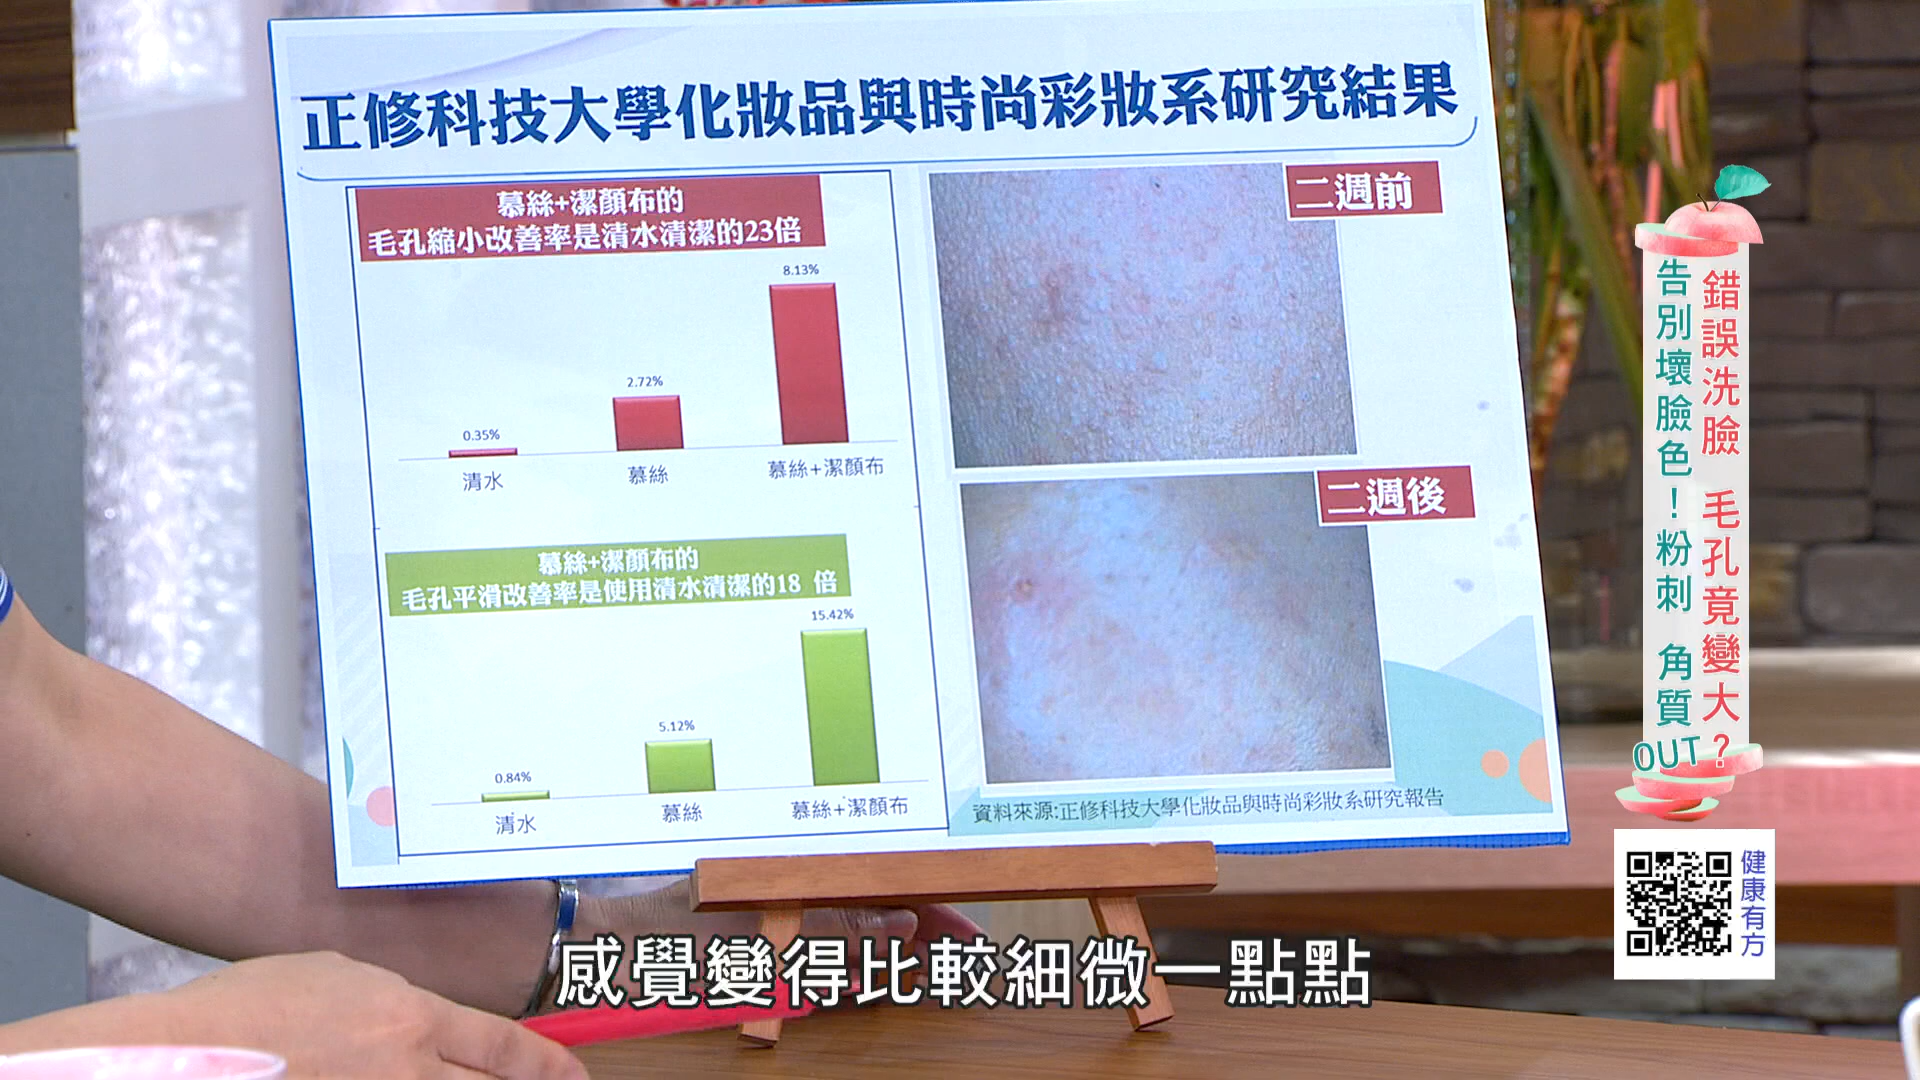 正修科技大學化妝品與時尚彩妝系研究結果
慕絲+潔顏布的
毛孔縮小改善率是清水清潔的23倍
8.13%
2.72%
0.35%
清水
慕絲
慕絲+潔顏布
慕絲+潔顏布的
毛孔平滑改善率是使用清水清潔的18 倍
15.42%
5.12%
0.84%
清水
慕絲
慕絲+潔顏布
二週前
二週後
資料來源:正修科技大學化妝品與時尚彩妝系研究報告
錯誤洗臉 毛孔竟變大?
告別壞臉色!粉刺 角質OUT
健康有方
感覺變得比較細微一點點